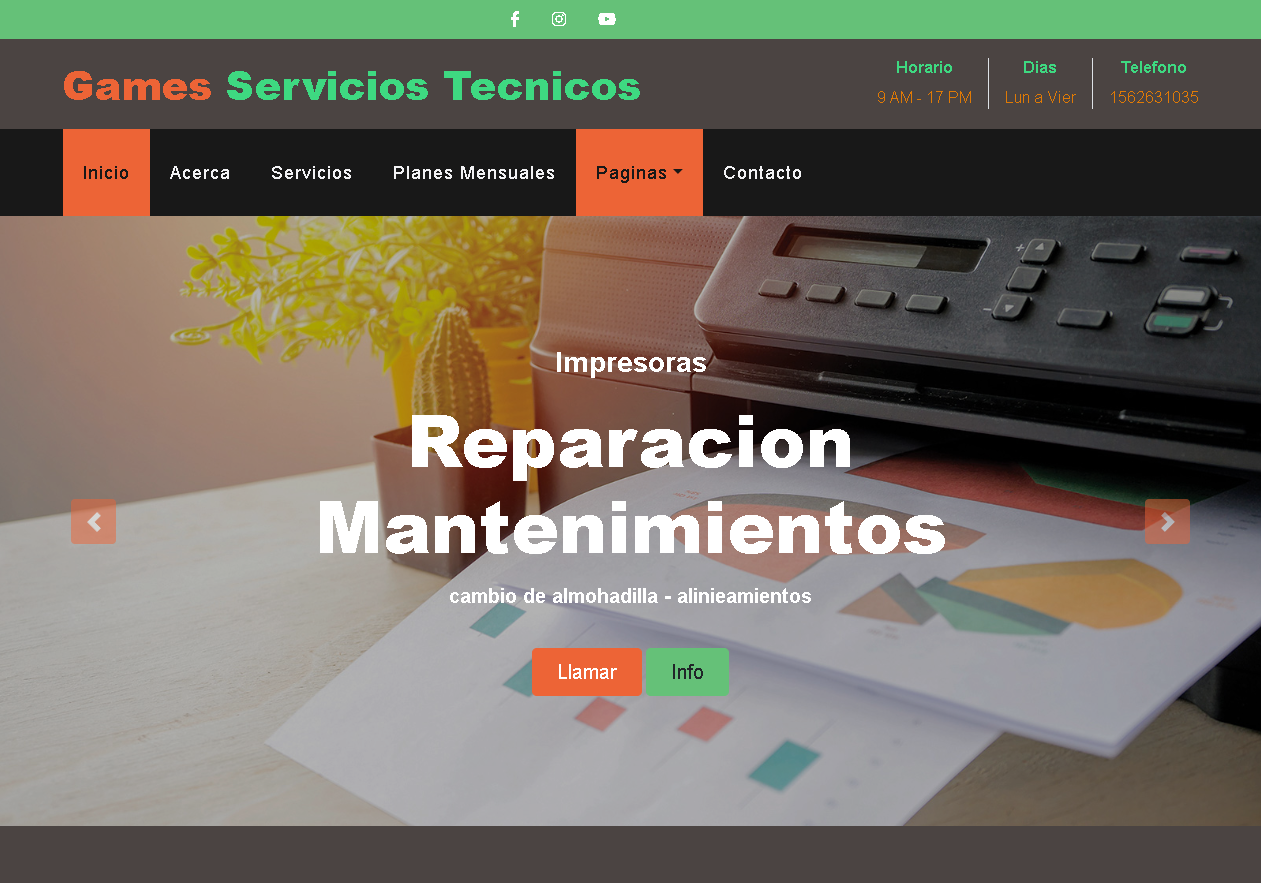 Games Servicios Tecnicos
Horario
9 AM - 17 PM
Dias
Lun a Vier
Telefono
1562631035
Inicio
Acerca
Servicios
Planes Mensuales
Paginas
Contacto
Impresoras
Reparacion
Mantenimientos
cambio de almohadilla - alinieamientos
Llamar
Info